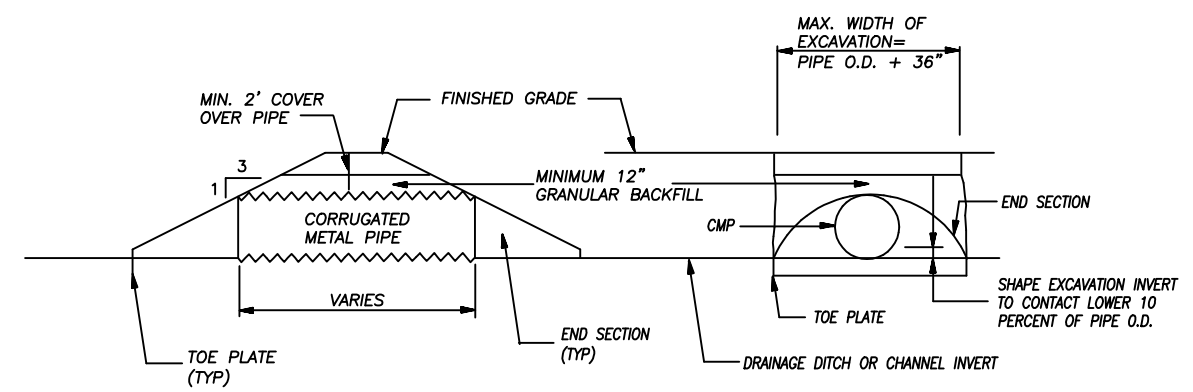 MAX. WIDTH OF
EXCAVATION=
PIPE O.D. + 36"
MIN. 2' COVER
OVER PIPE
FINISHED GRADE
3
1
MINIMUM 12"
GRANULAR BACKFILL
CORRUGATED
METAL PIPE
CMP
END SECTION
VARIES
SHAPE EXCAVATION INVERT
TO CONTACT LOWER 10
PERCENT OF PIPE O.D.
TOE PLATE
END SECTION
(TYP)
TOE PLATE
(TYP)
DRAINAGE DITCH OR CHANNEL INVERT